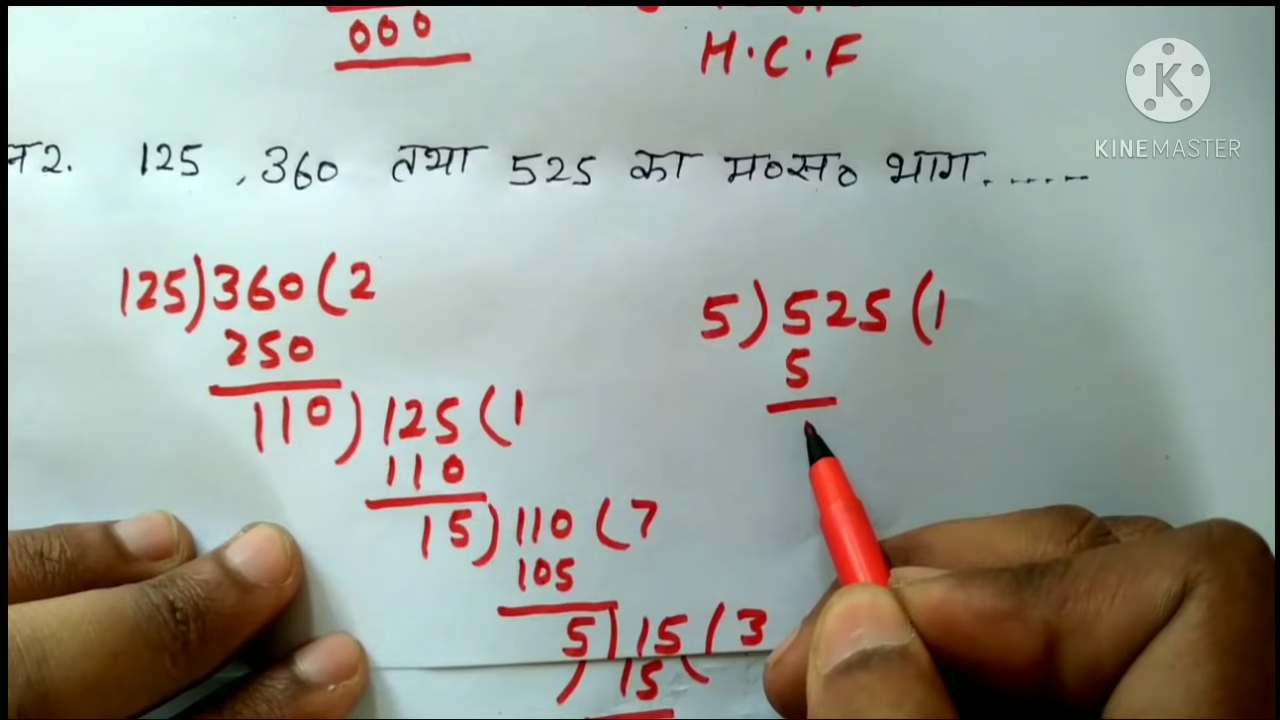 000
H.C.F
K
KINEMASTER
न 2. 125 , 360 तथा 525 का म०स० भाग......
125)360(2
250
110)125(1
110
15)110(7
105
5)15(3
15
5)525(1
5